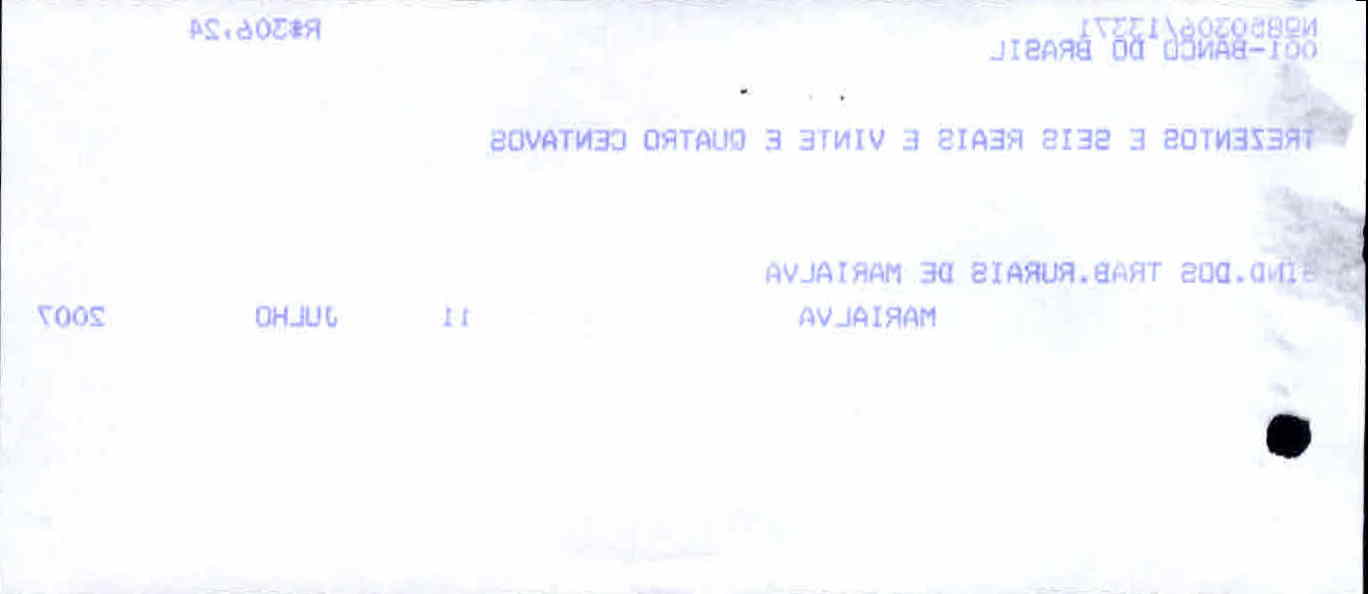 Nº850306/13371 R$306,24
001-BANCO DO BRASIL
TREZENTOS E SEIS REAIS E VINTE E QUATRO CENTAVOS
SIND.DOS TRAB.RURAIS DE MARIALVA
MARIALVA 11 JULHO 2007